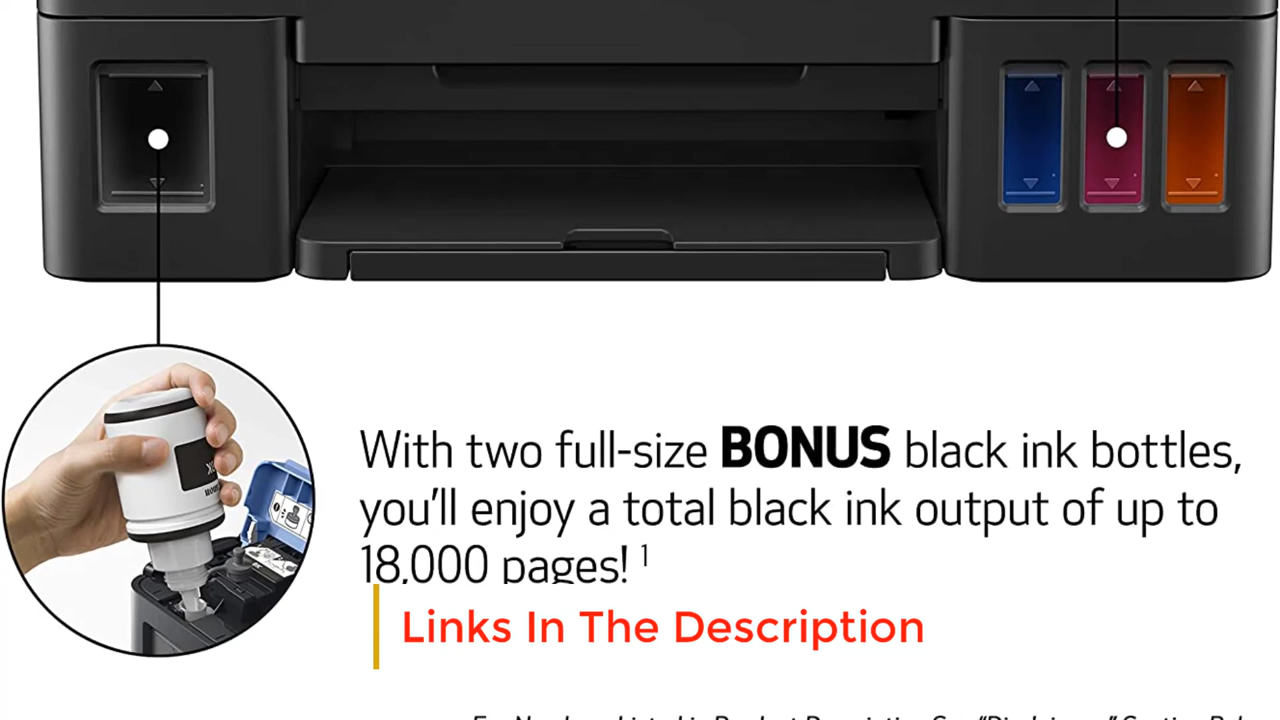 With two full-size BONUS black ink bottles,
you'll enjoy a total black ink output of up to
18,000 pages! 1
Links In The Description